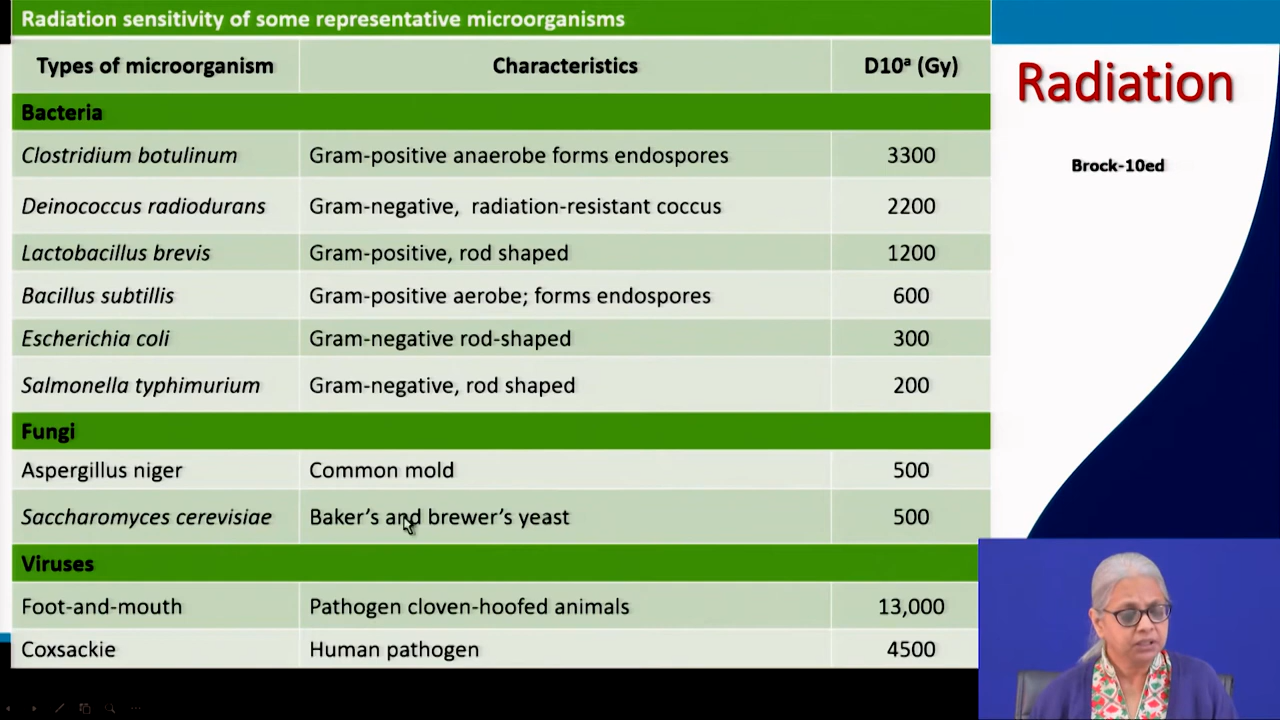 Radiation sensitivity of some representative microorganisms
Types of microorganism Characteristics D10ᵃ (Gy)
Bacteria
Clostridium botulinum Gram-positive anaerobe forms endospores 3300
Deinococcus radiodurans Gram-negative, radiation-resistant coccus 2200
Lactobacillus brevis Gram-positive, rod shaped 1200
Bacillus subtillis Gram-positive aerobe; forms endospores 600
Escherichia coli Gram-negative rod-shaped 300
Salmonella typhimurium Gram-negative, rod shaped 200
Fungi
Aspergillus niger Common mold 500
Saccharomyces cerevisiae Baker's and brewer's yeast 500
Viruses
Foot-and-mouth Pathogen cloven-hoofed animals 13,000
Coxsackie Human pathogen 4500
Radiation
Brock-10ed